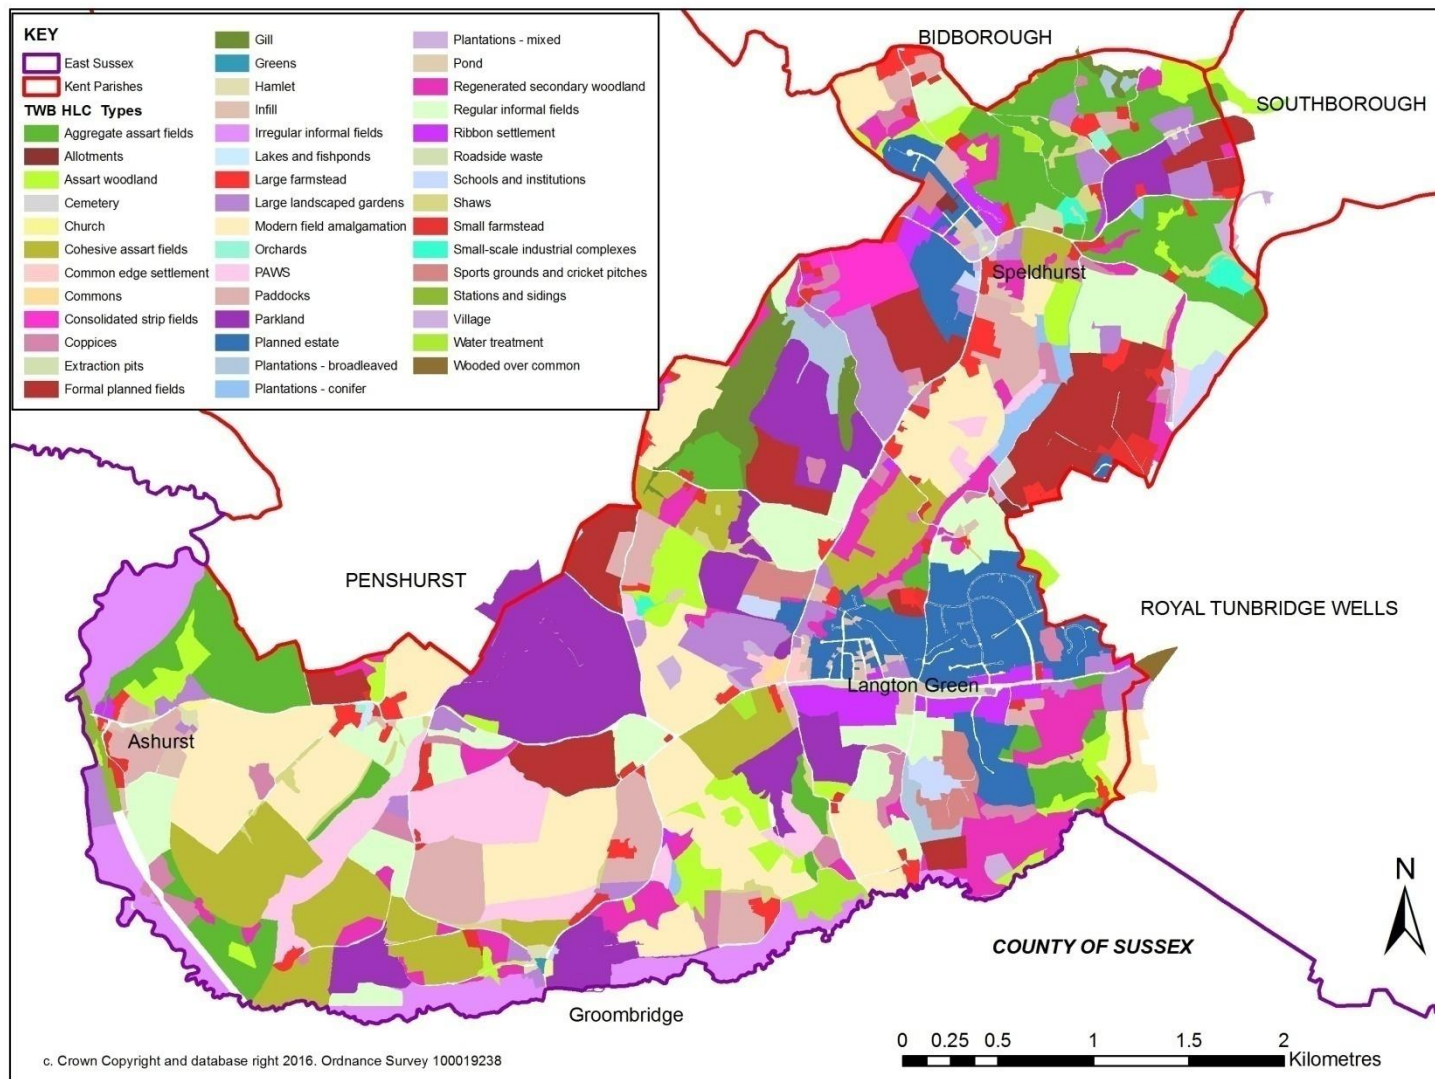 KEY
East Sussex
Kent Parishes
TWB HLC Types
Aggregate assart fields
Allotments
Assart woodland
Cemetery
Church
Cohesive assart fields
Common edge settlement
Commons
Consolidated strip fields
Coppices
Extraction pits
Formal planned fields
Gill
Greens
Hamlet
Infill
Irregular informal fields
Lakes and fishponds
Large farmstead
Large landscaped gardens
Modern field amalgamation
Orchards
PAWS
Paddocks
Parkland
Planned estate
Plantations - broadleaved
Plantations - conifer
Plantations - mixed
Pond
Regenerated secondary woodland
Regular informal fields
Ribbon settlement
Roadside waste
Schools and institutions
Shaws
Small farmstead
Small-scale industrial complexes
Sports grounds and cricket pitches
Stations and sidings
Village
Water treatment
Wooded over common
BIDBOROUGH
SOUTHBOROUGH
Speldhurst
PENSHURST
ROYAL TUNBRIDGE WELLS
Langton Green
Ashurst
N
COUNTY OF SUSSEX
Groombridge
0 0.25 0.5 1 1.5 2
Kilometres
c. Crown Copyright and database right 2016. Ordnance Survey 100019238